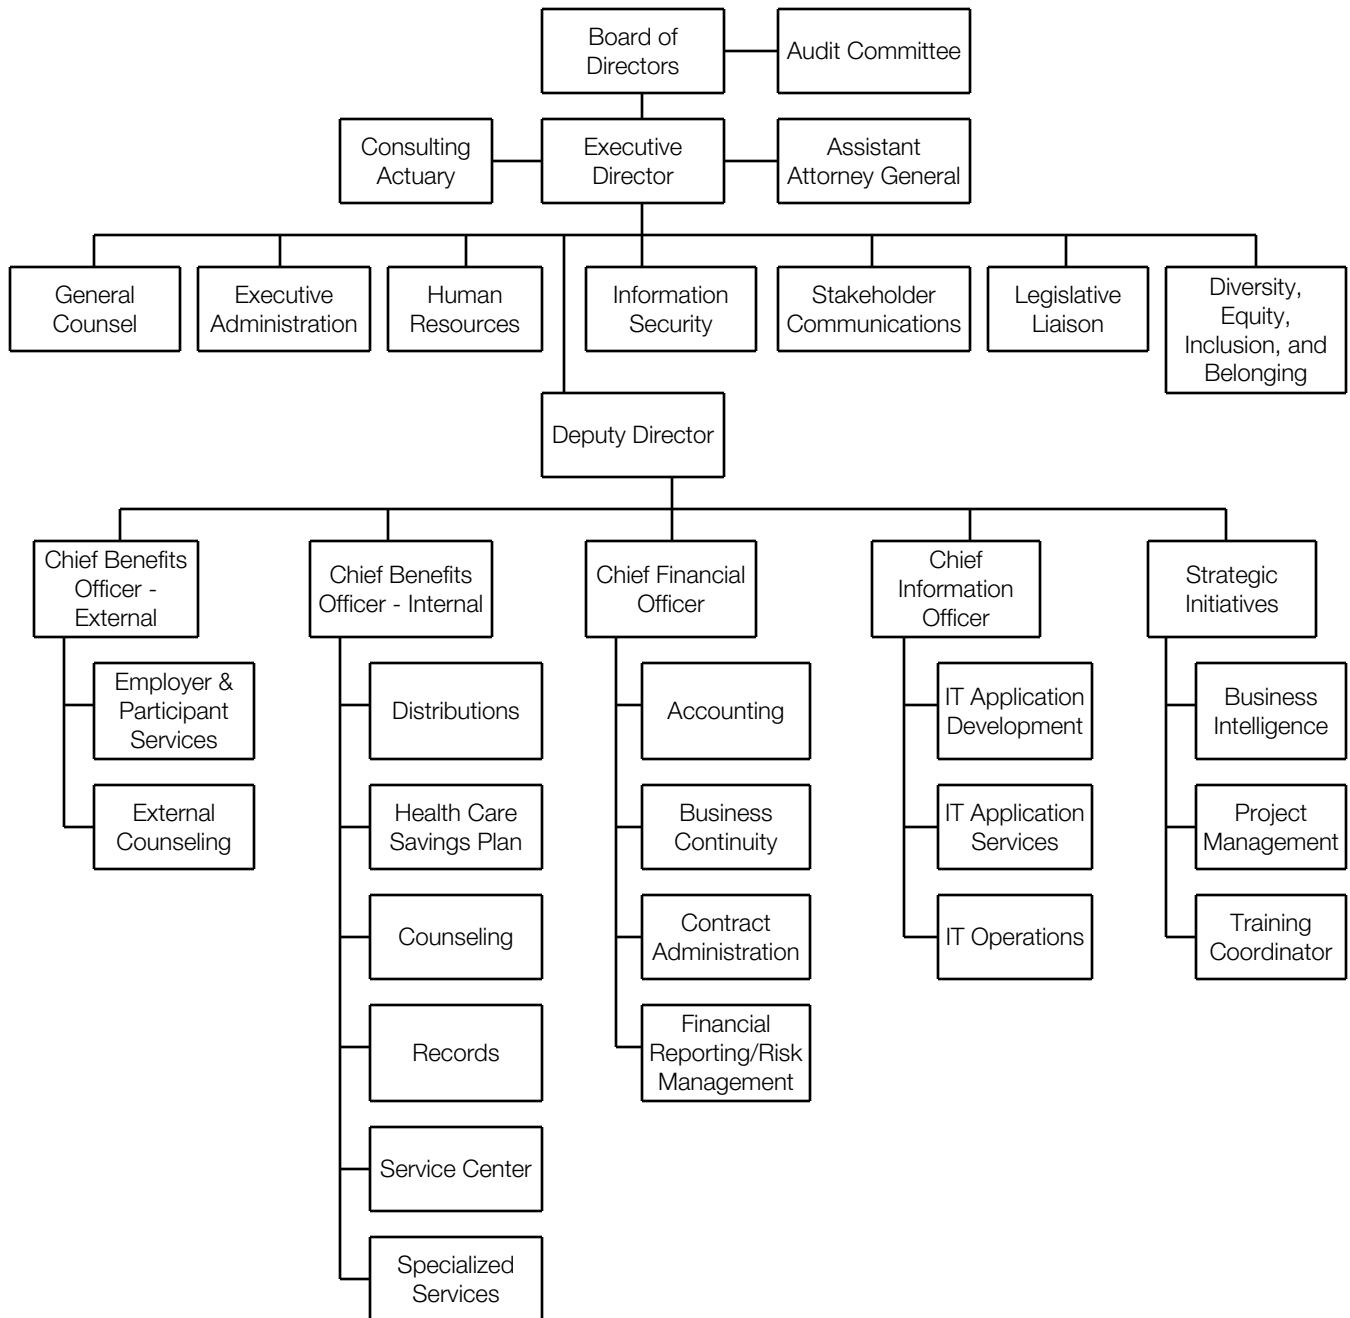 Board of
Directors
Audit Committee
Consulting
Actuary
Executive
Director
Assistant
Attorney General
General
Counsel
Executive
Administration
Human
Resources
Information
Security
Stakeholder
Communications
Legislative
Liaison
Diversity,
Equity,
Inclusion, and
Belonging
Deputy Director
Chief Benefits
Officer -
External
Chief Benefits
Officer - Internal
Chief Financial
Officer
Chief
Information
Officer
Strategic
Initiatives
Employer &
Participant
Services
External
Counseling
Distributions
Health Care
Savings Plan
Counseling
Records
Service Center
Specialized
Services
Accounting
Business
Continuity
Contract
Administration
Financial
Reporting/Risk
Management
IT Application
Development
IT Application
Services
IT Operations
Business
Intelligence
Project
Management
Training
Coordinator